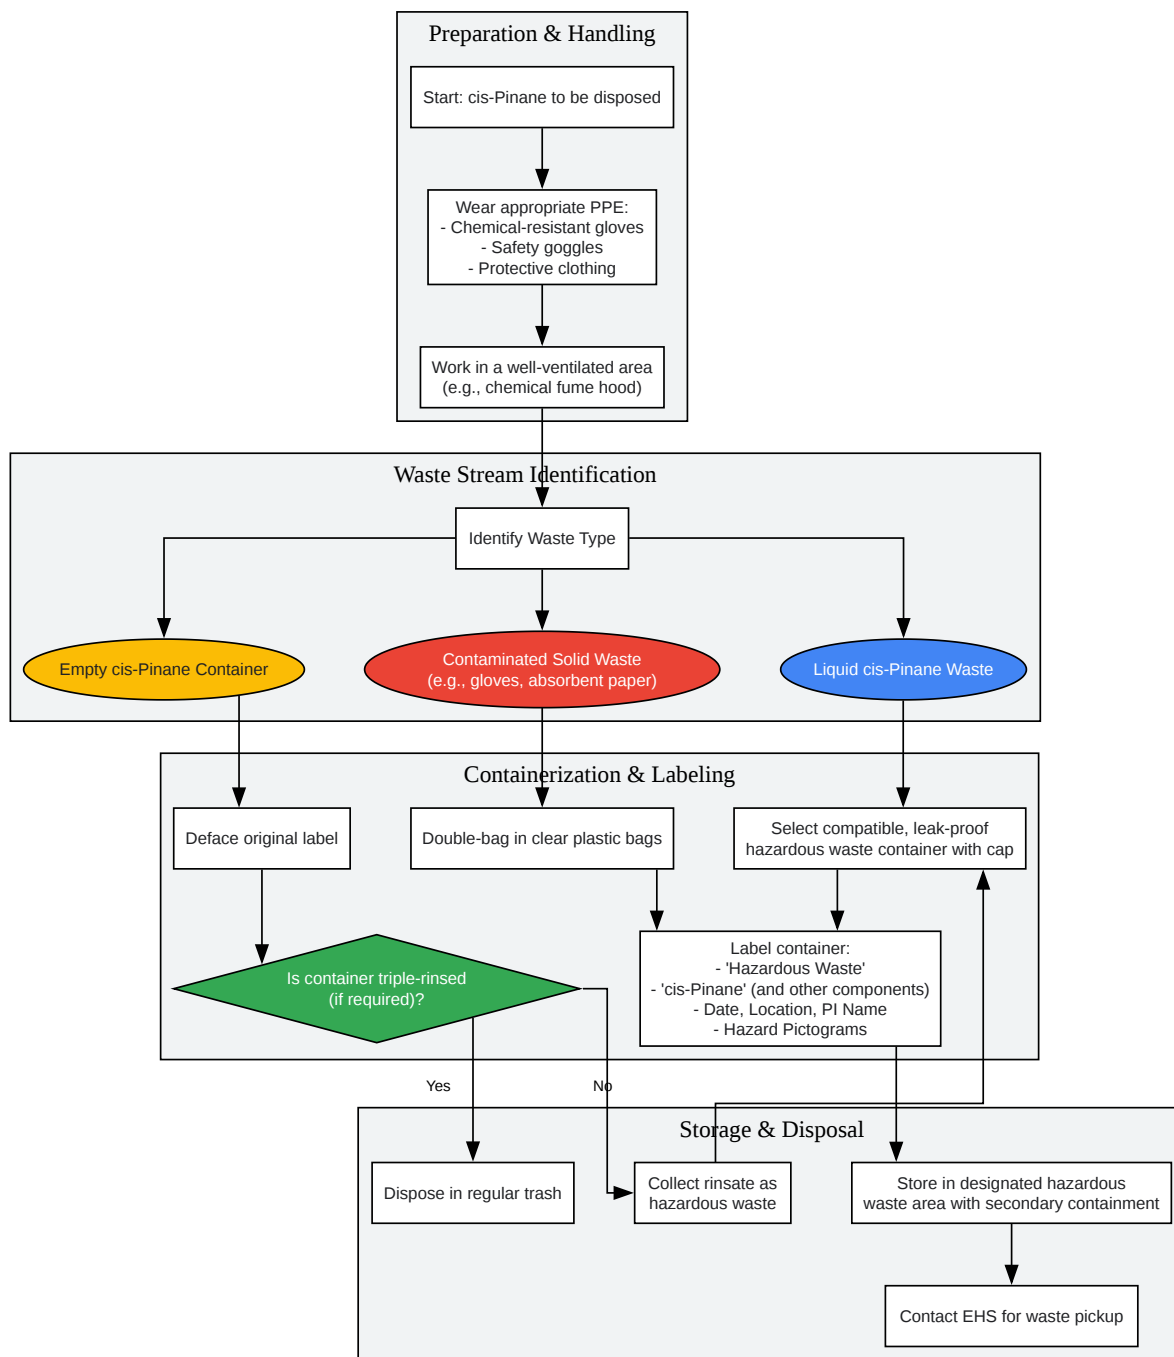 Preparation & Handling
Start: cis-Pinane to be disposed
Wear appropriate PPE:
- Chemical-resistant gloves
- Safety goggles
- Protective clothing
Work in a well-ventilated area
(e.g., chemical fume hood)
Waste Stream Identification
Identify Waste Type
Empty cis-Pinane Container
Contaminated Solid Waste
(e.g., gloves, absorbent paper)
Liquid cis-Pinane Waste
Containerization & Labeling
Deface original label
Double-bag in clear plastic bags
Select compatible, leak-proof
hazardous waste container with cap
Is container triple-rinsed
(if required)?
Label container:
- 'Hazardous Waste'
- 'cis-Pinane' (and other components)
- Date, Location, PI Name
- Hazard Pictograms
Yes
No
Storage & Disposal
Dispose in regular trash
Collect rinsate as
hazardous waste
Store in designated hazardous
waste area with secondary containment
Contact EHS for waste pickup